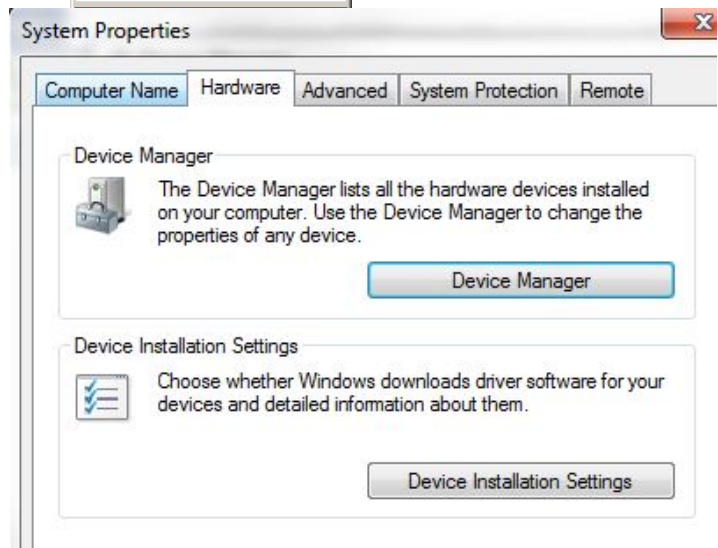 System Properties
Computer Name Hardware Advanced System Protection Remote
Device Manager
The Device Manager lists all the hardware devices installed
on your computer. Use the Device Manager to change the
properties of any device.
Device Manager
Device Installation Settings
Choose whether Windows downloads driver software for your
devices and detailed information about them.
Device Installation Settings